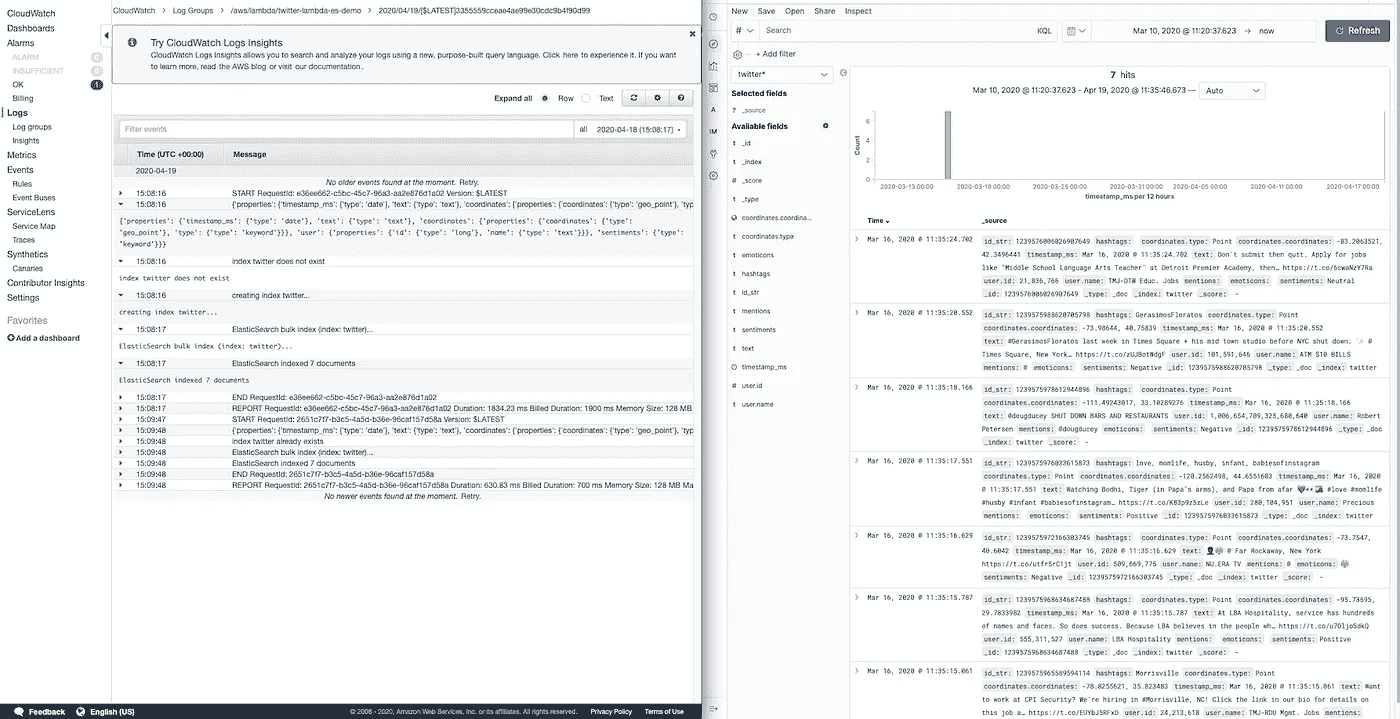 CloudWatch
Dashboards
Alarms
ALARM 0
INSUFFICIENT 0
OK 1
Billing
Logs
Log groups
Insights
Metrics
Events
Rules
Event Buses
ServiceLens
Service Map
Traces
Synthetics
Canaries
Contributor Insights
Settings
Favorites
Add a dashboard
CloudWatch > Log Groups > /aws/lambda/twitter-lambda-es-demo > 2020/04/19/[$LATEST]3355559cceae4ae99e30cdc9b4f90d99
Try CloudWatch Logs Insights
CloudWatch Logs Insights allows you to search and analyze your logs using a new, purpose-built query language. Click here to experience it. If you want
to learn more, read the AWS blog or visit our documentation.
Expand all Row Text
Filter events all 2020-04-18 (15:08:17)
Time (UTC +00:00) Message
2020-04-19
No older events found at the moment. Retry.
15:08:16 START RequestId: e36ee662-c5bc-45c7-96a3-aa2e876d1a02 Version: $LATEST
15:08:16 {'properties': {'timestamp_ms': {'type': 'date'}, 'text': {'type': 'text'}, 'coordinates': {'properties': {'coordinates': {'type': 'geo_point'}, 'typ
{'properties': {'timestamp_ms': {'type': 'date'}, 'text': {'type': 'text'}, 'coordinates': {'properties': {'coordinates': {'type':
'geo_point'}, 'type': {'type': 'keyword'}}}, 'user': {'properties': {'id': {'type': 'long'}, 'name': {'type': 'text'}}}, 'sentiments': {'type':
'keyword'}}}
15:08:16 index twitter does not exist
index twitter does not exist
15:08:16 creating index twitter...
creating index twitter...
15:08:17 ElasticSearch bulk index (index: twitter)...
ElasticSearch bulk index (index: twitter)...
15:08:17 ElasticSearch indexed 7 documents
ElasticSearch indexed 7 documents
15:08:17 END RequestId: e36ee662-c5bc-45c7-96a3-aa2e876d1a02
15:08:17 REPORT RequestId: e36ee662-c5bc-45c7-96a3-aa2e876d1a02 Duration: 1834.23 ms Billed Duration: 1900 ms Memory Size: 128 MB
15:09:47 START RequestId: 2651c7f7-b3c5-4a5d-b36e-96caf157d58a Version: $LATEST
15:09:48 {'properties': {'timestamp_ms': {'type': 'date'}, 'text': {'type': 'text'}, 'coordinates': {'properties': {'coordinates': {'type': 'geo_point'}, 'typ
15:09:48 index twitter already exists
15:09:48 ElasticSearch bulk index (index: twitter)...
15:09:48 ElasticSearch indexed 7 documents
15:09:48 END RequestId: 2651c7f7-b3c5-4a5d-b36e-96caf157d58a
15:09:48 REPORT RequestId: 2651c7f7-b3c5-4a5d-b36e-96caf157d58a Duration: 630.83 ms Billed Duration: 700 ms Memory Size: 128 MB Ma
No newer events found at the moment. Retry.
Feedback English (US) © 2008 - 2020, Amazon Web Services, Inc. or its affiliates. All rights reserved. Privacy Policy Terms of Use
New Save Open Share Inspect
# Search KQL Mar 10, 2020 @ 11:20:37.623 → now Refresh
+ Add filter
twitter*
Selected fields
? _source
Available fields
t _id
t _index
# _score
t _type
coordinates.coordina...
t coordinates.type
t emoticons
t hashtags
t id_str
t mentions
t sentiments
t text
timestamp_ms
# user.id
t user.name
7 hits
Mar 10, 2020 @ 11:20:37.623 - Apr 19, 2020 @ 11:35:46.673 — Auto
Count
6
4
2
0
2020-03-13 00:00 2020-03-19 00:00 2020-03-25 00:00 2020-03-31 00:00 2020-04-05 00:00 2020-04-11 00:00 2020-04-17 00:00
timestamp_ms per 12 hours
Time _source
Mar 16, 2020 @ 11:35:24.702 id_str: 1239576006026907649 hashtags: coordinates.type: Point coordinates.coordinates: -83.2063521,
42.3496441 timestamp_ms: Mar 16, 2020 @ 11:35:24.702 text: Don't submit then quit. Apply for jobs
like "Middle School Language Arts Teacher" at Detroit Premier Academy, then… https://t.co/6cwaNzY7Ra
user.id: 21,836,766 user.name: TMJ-DTW Educ. Jobs mentions: emoticons: sentiments: Neutral
_id: 1239576006026907649 _type: _doc _index: twitter _score: -
Mar 16, 2020 @ 11:35:20.552 id_str: 1239575988620705798 hashtags: GerasimosFloratos coordinates.type: Point
coordinates.coordinates: -73.98644, 40.75839 timestamp_ms: Mar 16, 2020 @ 11:35:20.552
text: #GerasimosFloratos last week in Times Square + his mid town studio before NYC shut down. @
Times Square, New York… https://t.co/zUJBotWdgF user.id: 101,591,646 user.name: ATM $10 BILLS
mentions: @ emoticons: sentiments: Negative _id: 1239575988620705798 _type: _doc _index: twitter
Mar 16, 2020 @ 11:35:18.166 id_str: 1239575978612944896 hashtags: coordinates.type: Point
coordinates.coordinates: -111.49243017, 33.10289276 timestamp_ms: Mar 16, 2020 @ 11:35:18.166
text: @dougducey SHUT DOWN BARS AND RESTAURANTS user.id: 1,006,654,709,325,680,640 user.name: Robert
Petersen mentions: @dougducey emoticons: sentiments: Negative _id: 1239575978612944896 _type: _doc
_index: twitter _score: -
Mar 16, 2020 @ 11:35:17.551 id_str: 1239575976033615873 hashtags: love, momlife, husby, infant, babiesofinstagram
coordinates.type: Point coordinates.coordinates: -120.2562498, 44.6551603 timestamp_ms: Mar 16, 2020
@ 11:35:17.551 text: Watching Bodhi, Tiger (in Papa's arms), and Papa from afar #love #momlife
#husby #infant #babiesofinstagram… https://t.co/K83p9z5zLe user.id: 280,104,951 user.name: Precious
mentions: emoticons: sentiments: Positive _id: 1239575976033615873 _type: _doc _index: twitter
Mar 16, 2020 @ 11:35:16.629 id_str: 1239575972166303745 hashtags: coordinates.type: Point coordinates.coordinates: -73.7547,
40.6042 timestamp_ms: Mar 16, 2020 @ 11:35:16.629 text: @ Far Rockaway, New York
https://t.co/utfr5rC1jt user.id: 509,669,775 user.name: NU.ERA TV mentions: @ emoticons:
sentiments: Negative _id: 1239575972166303745 _type: _doc _index: twitter _score: -
Mar 16, 2020 @ 11:35:15.787 id_str: 1239575968634687488 hashtags: coordinates.type: Point coordinates.coordinates: -95.73695,
29.7833982 timestamp_ms: Mar 16, 2020 @ 11:35:15.787 text: At LBA Hospitality, service has hundreds
of names and faces. So does success. Because LBA believes in the people wh… https://t.co/u7OljoSdkQ
user.id: 555,311,527 user.name: LBA Hospitality mentions: emoticons: sentiments: Positive
_id: 1239575968634687488 _type: _doc _index: twitter _score: -
Mar 16, 2020 @ 11:35:15.061 id_str: 1239575965589594114 hashtags: Morrisville coordinates.type: Point
coordinates.coordinates: -78.8255621, 35.823483 timestamp_ms: Mar 16, 2020 @ 11:35:15.061 text: Want
to work at CPI Security? We're hiring in #Morrisville, NC! Click the link in our bio for details on
this job a… https://t.co/EUYbJ5RFxD user.id: 24,213,618 user.name: TMJ-RDU Mgmt. Jobs mentions: